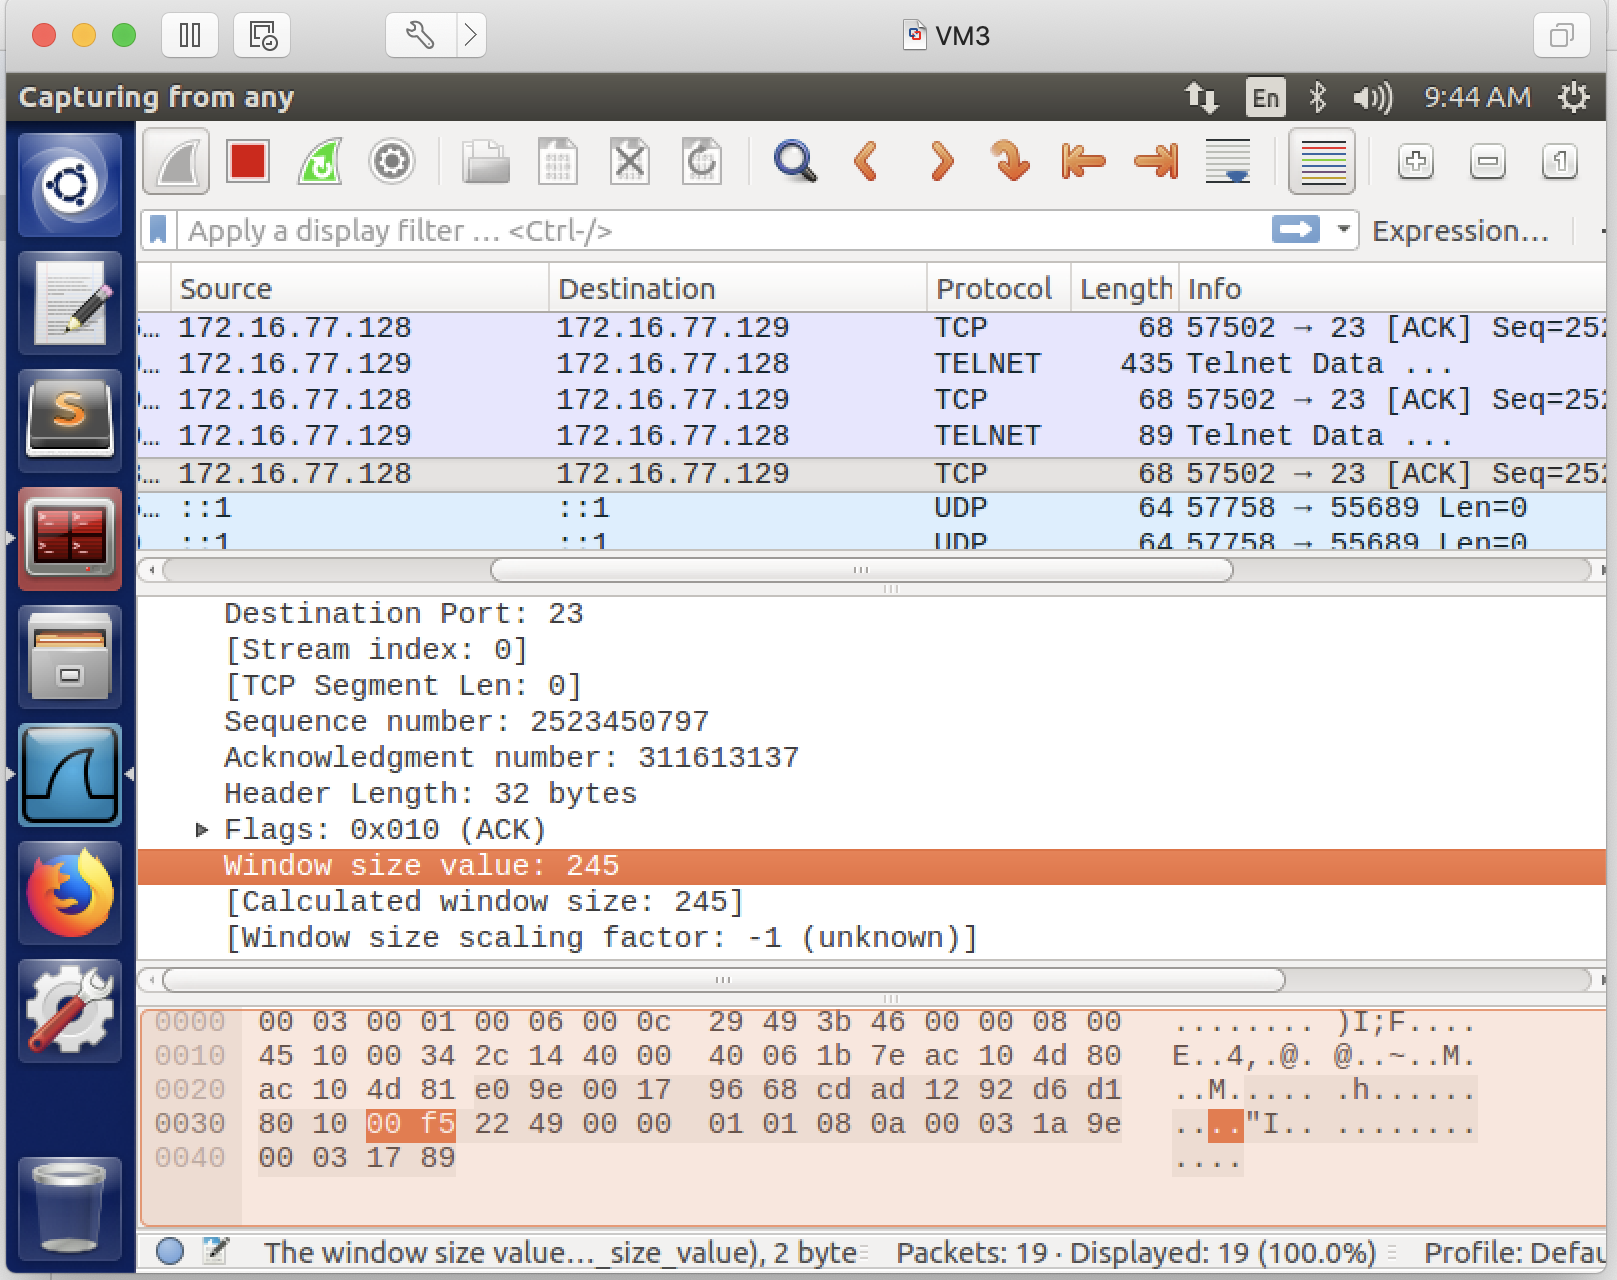 VM3
Capturing from any
En
9:44 AM
Apply a display filter … <Ctrl-/>
Expression…
Source Destination Protocol Length Info
172.16.77.128 172.16.77.129 TCP 68 57502 → 23 [ACK] Seq=252
172.16.77.129 172.16.77.128 TELNET 435 Telnet Data ...
172.16.77.128 172.16.77.129 TCP 68 57502 → 23 [ACK] Seq=252
172.16.77.129 172.16.77.128 TELNET 89 Telnet Data ...
172.16.77.128 172.16.77.129 TCP 68 57502 → 23 [ACK] Seq=252
::1 ::1 UDP 64 57758 → 55689 Len=0
::1 ::1 UDP 64 57758 → 55689 Len=0
Destination Port: 23
[Stream index: 0]
[TCP Segment Len: 0]
Sequence number: 2523450797
Acknowledgment number: 311613137
Header Length: 32 bytes
Flags: 0x010 (ACK)
Window size value: 245
[Calculated window size: 245]
[Window size scaling factor: -1 (unknown)]
0000 00 03 00 01 00 06 00 0c 29 49 3b 46 00 00 08 00 ........ )I;F....
0010 45 10 00 34 2c 14 40 00 40 06 1b 7e ac 10 4d 80 E..4,.@. @..~..M.
0020 ac 10 4d 81 e0 9e 00 17 96 68 cd ad 12 92 d6 d1 ..M..... .h......
0030 80 10 00 f5 22 49 00 00 01 01 08 0a 00 03 1a 9e ...."I.. ........
0040 00 03 17 89 ....
The window size value…_size_value), 2 byte Packets: 19 · Displayed: 19 (100.0%) Profile: Defau